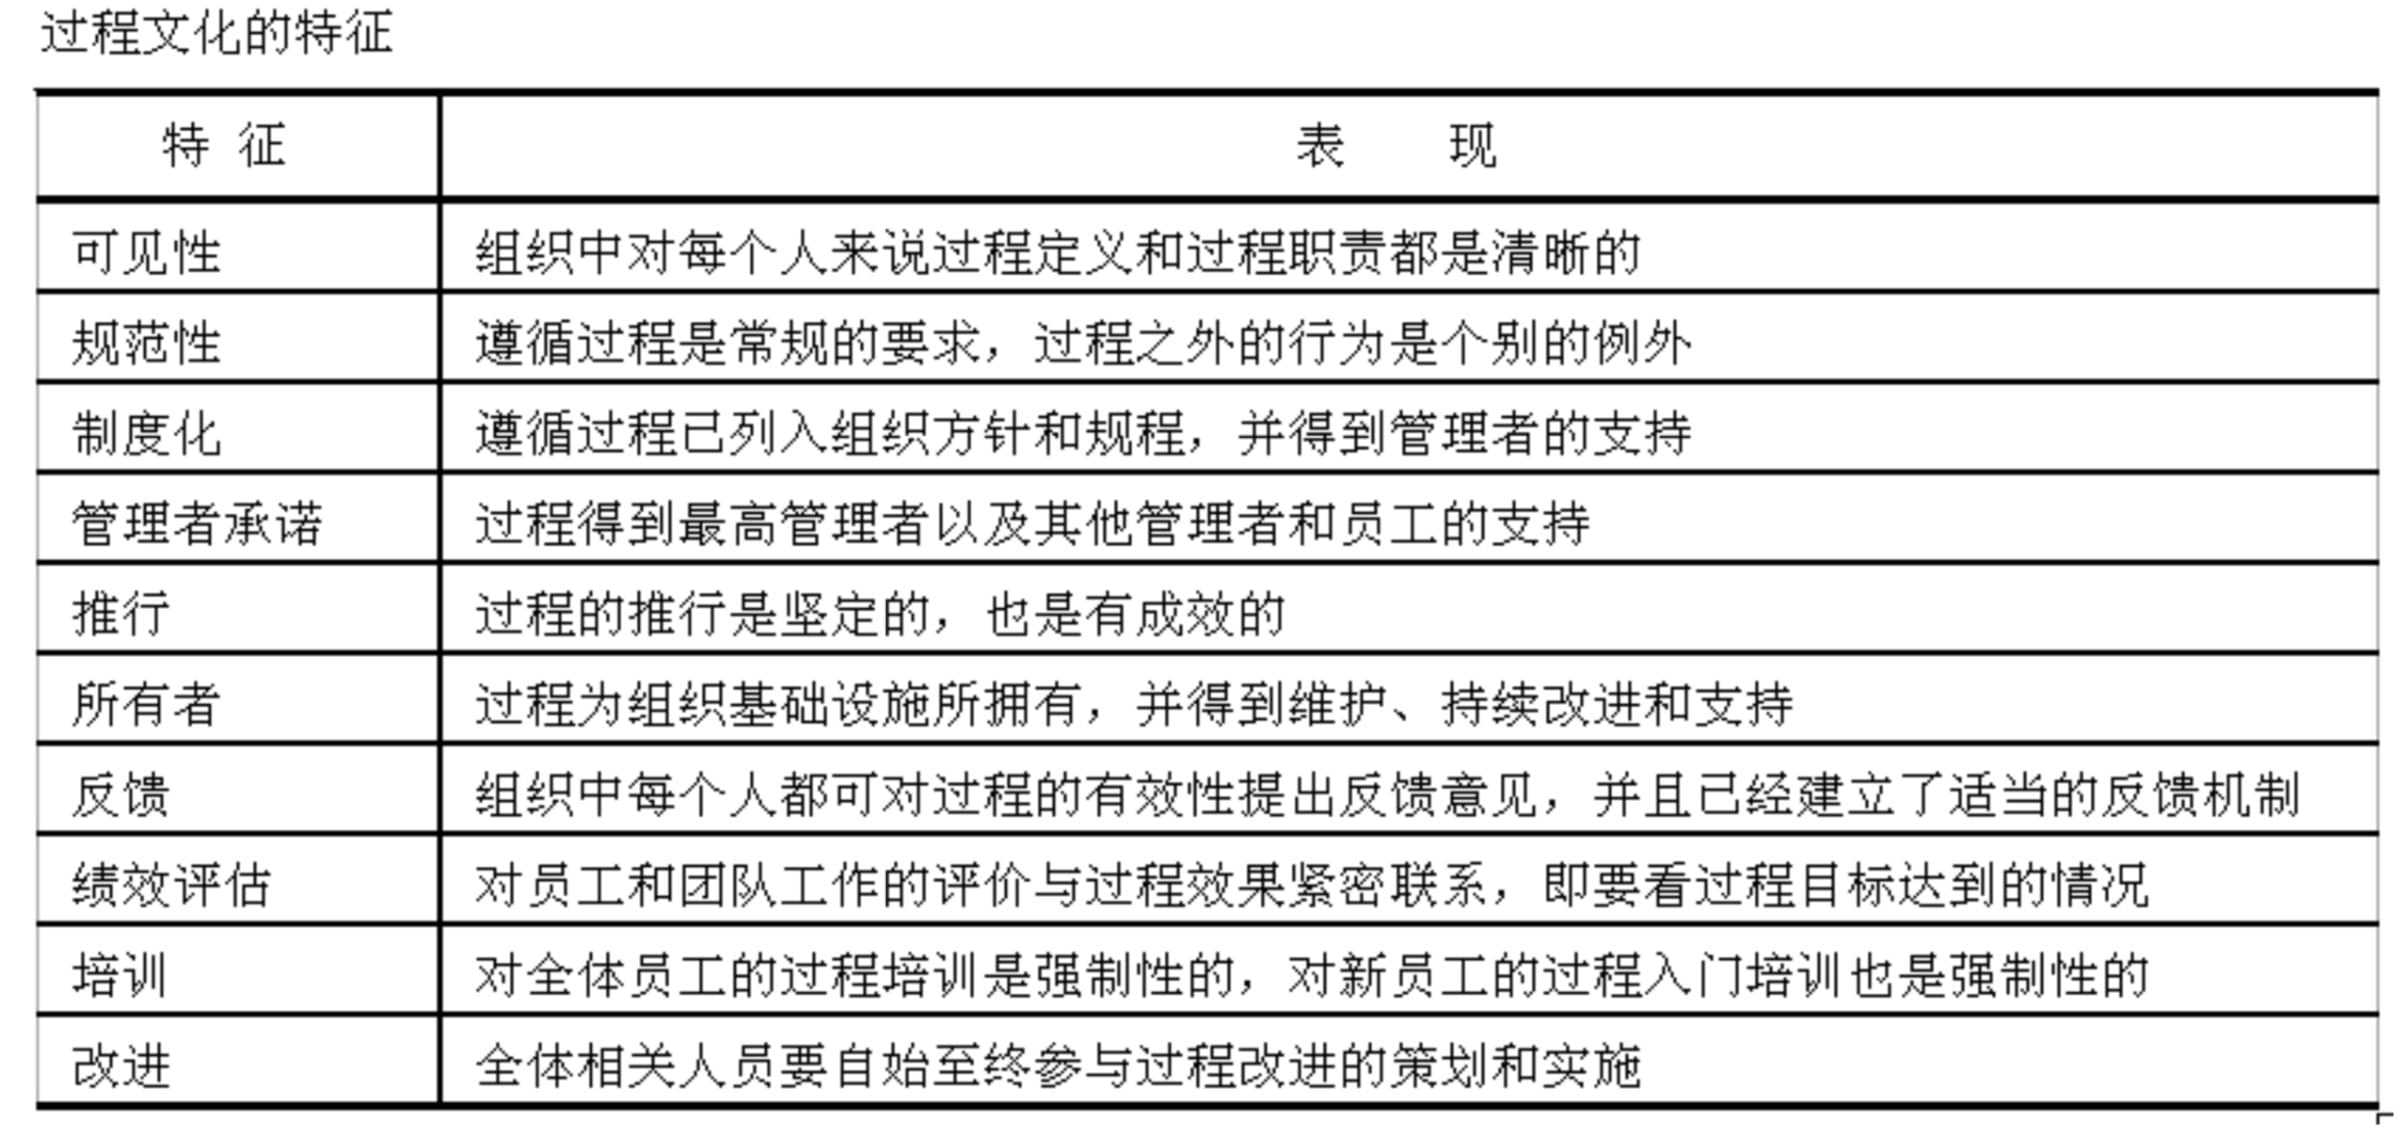 过程文化的特征
特 征 表 现
可见性 组织中对每个人来说过程定义和过程职责都是清晰的
规范性 遵循过程是常规的要求，过程之外的行为是个别的例外
制度化 遵循过程已列入组织方针和规程，并得到管理者的支持
管理者承诺 过程得到最高管理者以及其他管理者和员工的支持
推行 过程的推行是坚定的，也是有成效的
所有者 过程为组织基础设施所拥有，并得到维护、持续改进和支持
反馈 组织中每个人都可对过程的有效性提出反馈意见，并且已经建立了适当的反馈机制
绩效评估 对员工和团队工作的评价与过程效果紧密联系，即要看过程目标达到的情况
培训 对全体员工的过程培训是强制性的，对新员工的过程入门培训也是强制性的
改进 全体相关人员要自始至终参与过程改进的策划和实施